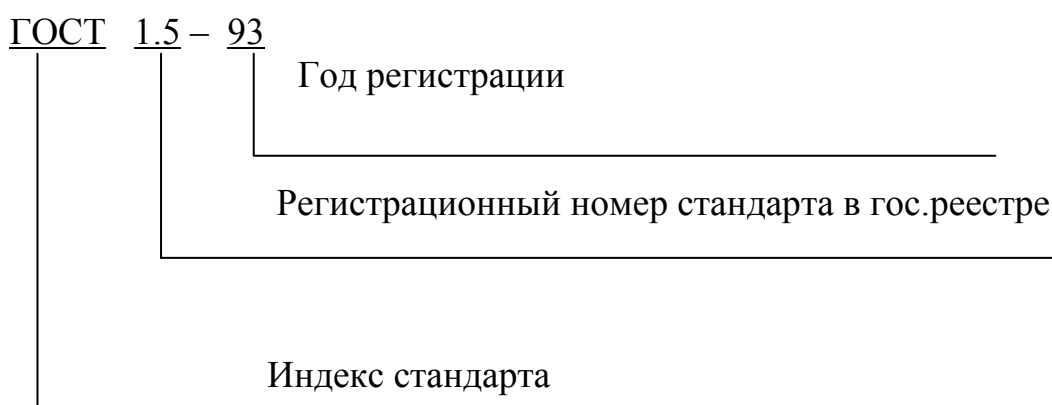 ГОСТ 1.5 – 93
Год регистрации
Регистрационный номер стандарта в гос.реестре
Индекс стандарта